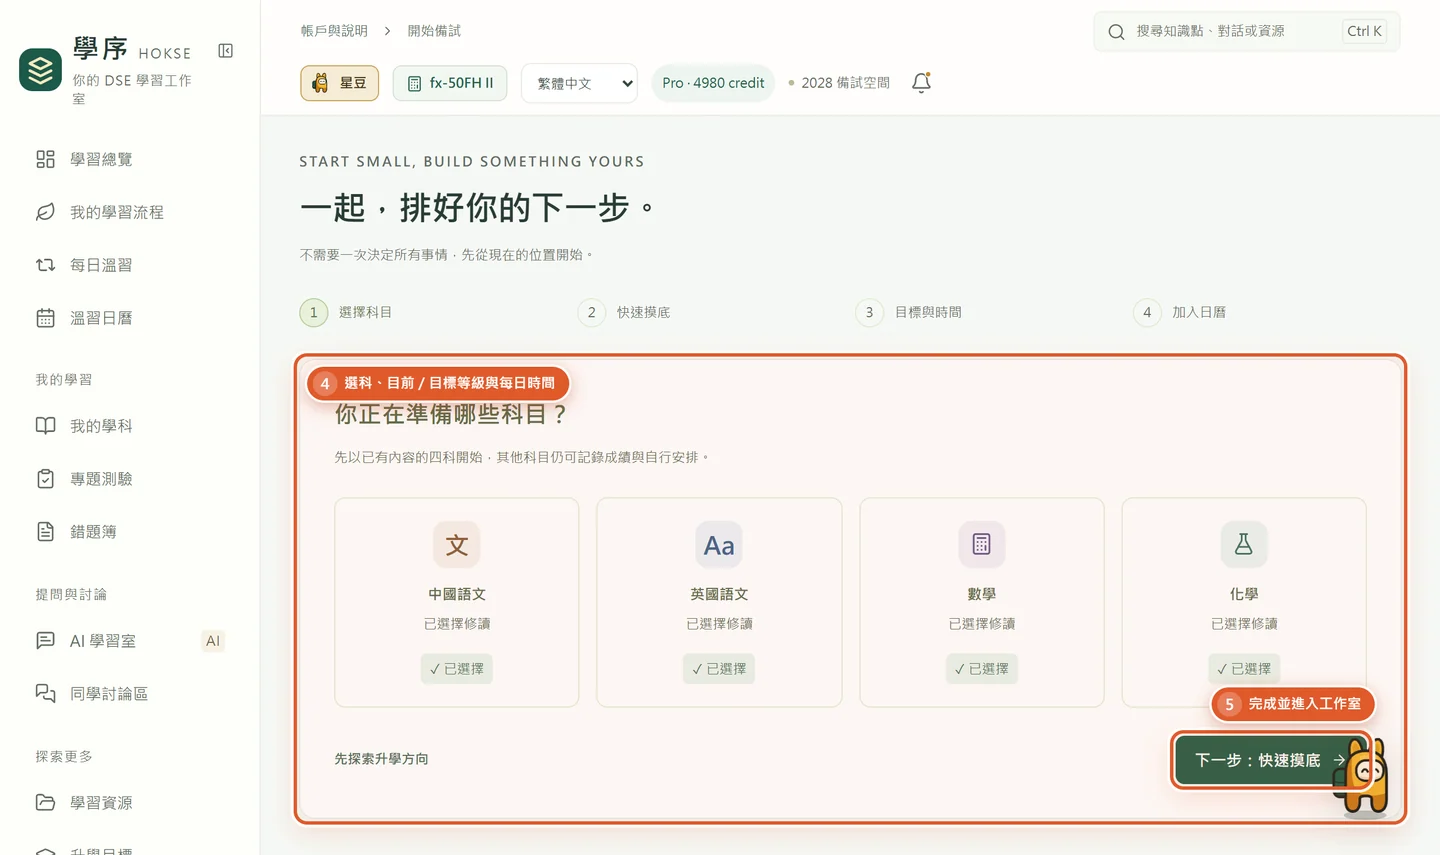 學序 HOKSE
你的 DSE 學習工作
室
學習總覽
我的學習流程
每日溫習
溫習日曆
我的學習
我的學科
專題測驗
錯題簿
提問與討論
AI 學習室
AI
同學討論區
探索更多
學習資源
升學目標
帳戶與說明 > 開始備試
搜尋知識點、對話或資源
Ctrl K
星豆
fx-50FH II
繁體中文
Pro · 4980 credit
2028 備試空間
START SMALL, BUILD SOMETHING YOURS
一起，排好你的下一步。
不需要一次決定所有事情，先從現在的位置開始。
1 選擇科目
2 快速摸底
3 目標與時間
4 加入日曆
4 選科、目前 / 目標等級與每日時間
你正在準備哪些科目？
先以已有內容的四科開始，其他科目仍可記錄成績與自行安排。
文
中國語文
已選擇修讀
✓ 已選擇
Aa
英國語文
已選擇修讀
✓ 已選擇
數學
已選擇修讀
✓ 已選擇
化學
已選擇修讀
✓ 已選擇
5 完成並進入工作室
先探索升學方向
下一步：快速摸底 →